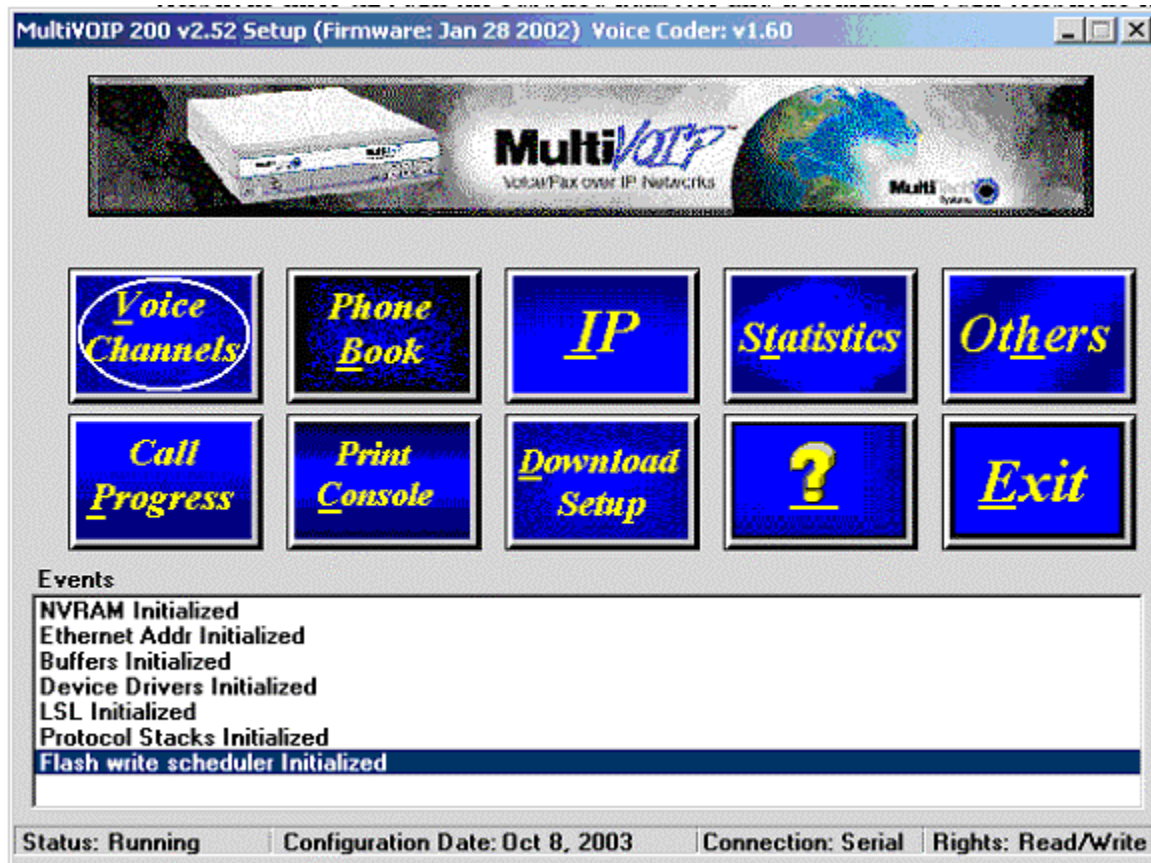 MultiVOIP 200 v2.52 Setup (Firmware: Jan 28 2002) Voice Coder: v1.60
MultiVOIP™
Voice/Fax over IP Networks
MultiTech
Systems
Voice
Channels
Phone
Book
IP
Statistics
Others
Call
Progress
Print
Console
Download
Setup
?
Exit
Events
NVRAM Initialized
Ethernet Addr Initialized
Buffers Initialized
Device Drivers Initialized
LSL Initialized
Protocol Stacks Initialized
Flash write scheduler Initialized
Status: Running
Configuration Date: Oct 8, 2003
Connection: Serial
Rights: Read/Write